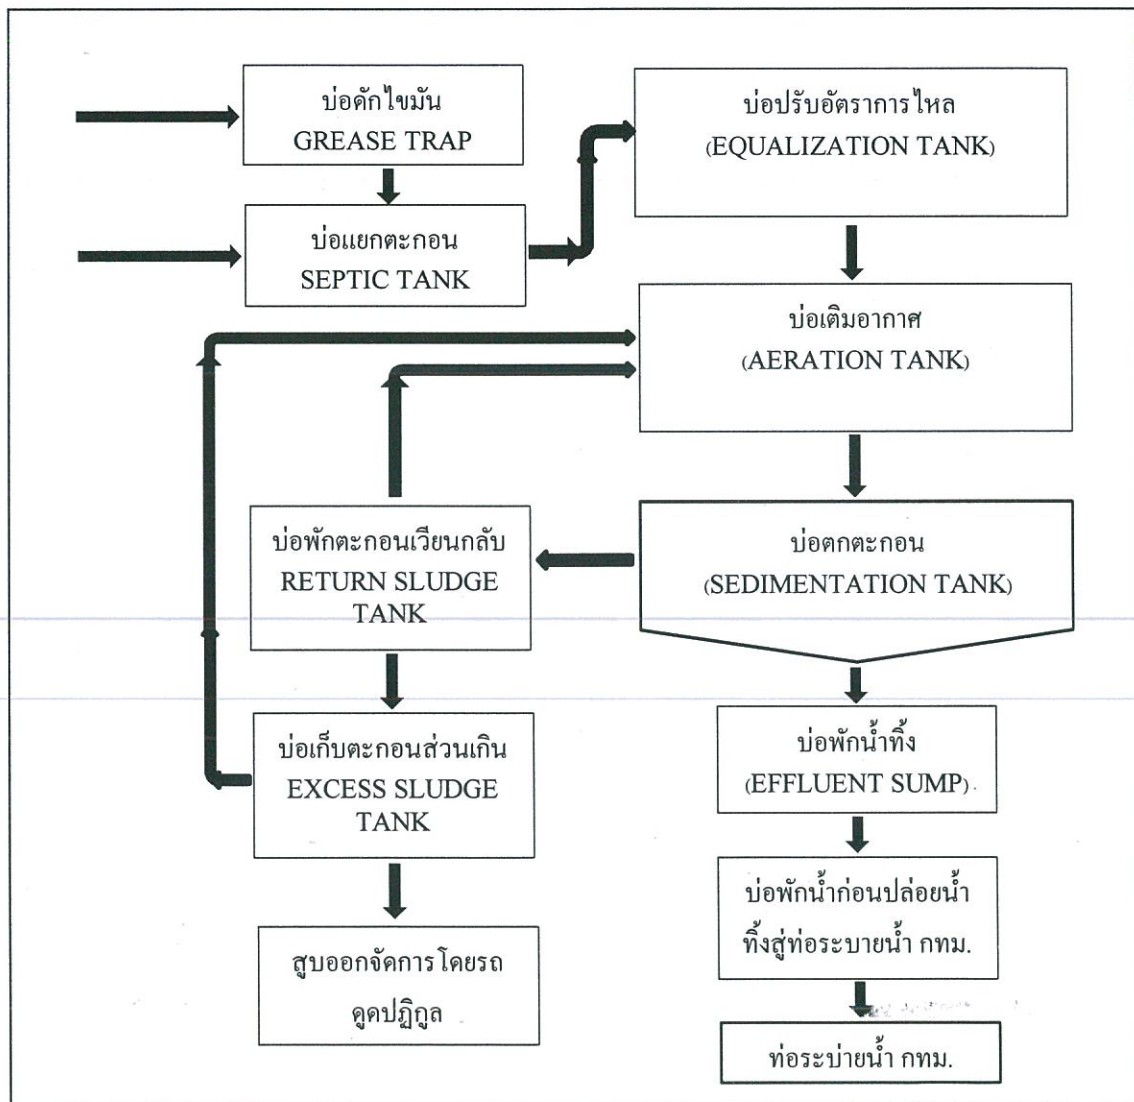 บ่อดักไขมัน
GREASE TRAP
บ่อแยกตะกอน
SEPTIC TANK
บ่อปรับอัตราการไหล
(EQUALIZATION TANK)
บ่อเติมอากาศ
(AERATION TANK)
บ่อตกตะกอน
(SEDIMENTATION TANK)
บ่อพักตะกอนเวียนกลับ
RETURN SLUDGE
TANK
บ่อเก็บตะกอนส่วนเกิน
EXCESS SLUDGE
TANK
สูบออกจัดการโดยรถ
ดูดปฏิกูล
บ่อพักน้ำทิ้ง
(EFFLUENT SUMP)
บ่อพักน้ำก่อนปล่อยน้ำ
ทิ้งสู่ท่อระบายน้ำ กทม.
ท่อระบ่ายน้ำ กทม.